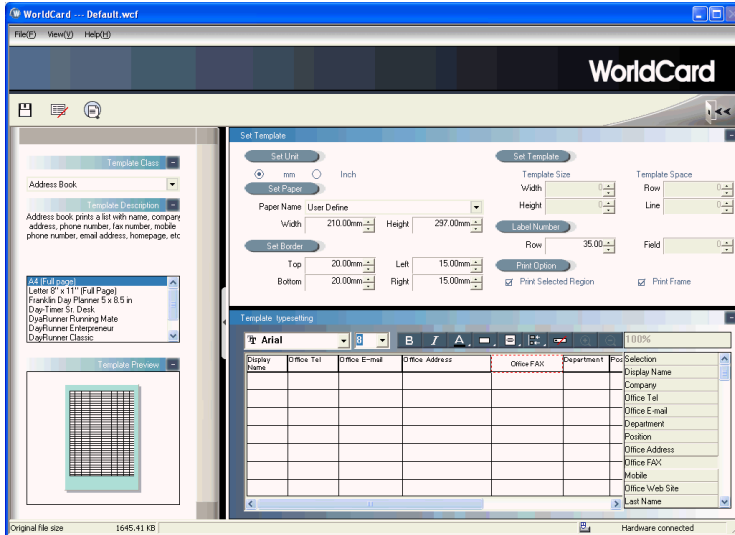 WorldCard --- Default.wcf
File(F) View(V) Help(H)
WorldCard
Template Class
Address Book
Template Description
Address book prints a list with name, company
address, phone number, fax number, mobile
phone number, email address, homepage, etc
A4 (Full page)
Letter 8" x 11" (Full Page)
Franklin Day Planner 5 x 8.5 in
Day-Timer Sr. Desk
DyaRunner Running Mate
DayRunner Enterpreneur
DayRunner Classic
Template Preview
Set Template
Set Unit
mm Inch
Set Paper
Paper Name User Define
Width 210.00mm Height 297.00mm
Set Border
Top 20.00mm Left 15.00mm
Bottom 20.00mm Right 15.00mm
Set Template
Template Size Template Space
Width 0 Row 0
Height 0 Line 0
Label Number
Row 35.00 Field 0
Print Option
Print Selected Region Print Frame
Template typesetting
Arial 8 B I A 100%
Display Name Office Tel Office E-mail Office Address Office FAX Department Pos
Selection
Display Name
Company
Office Tel
Office E-mail
Department
Position
Office Address
Office FAX
Mobile
Office Web Site
Last Name
Original file size 1645.41 KB Hardware connected